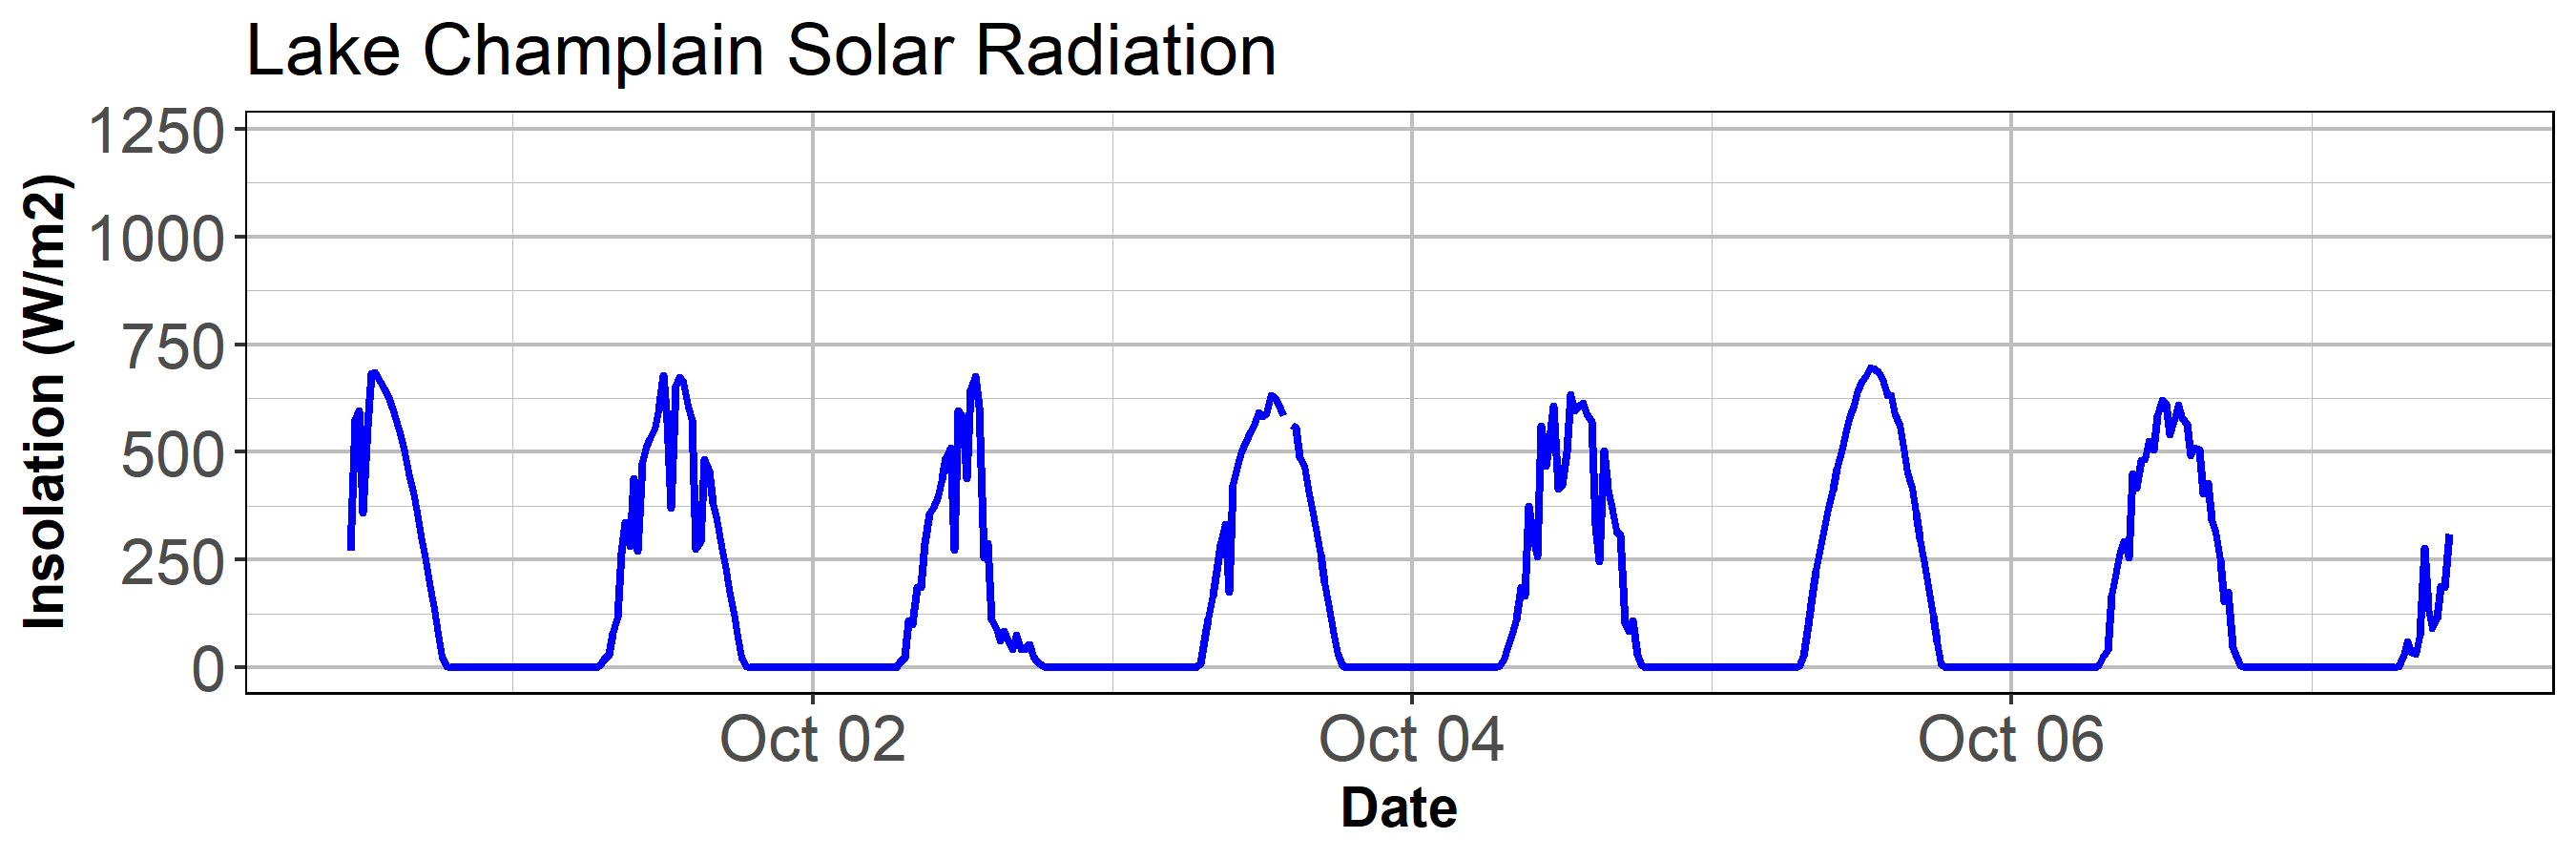 Lake Champlain Solar Radiation
1250
1000
750
500
250
0
Insolation (W/m2)
Oct 02 Oct 04 Oct 06
Date